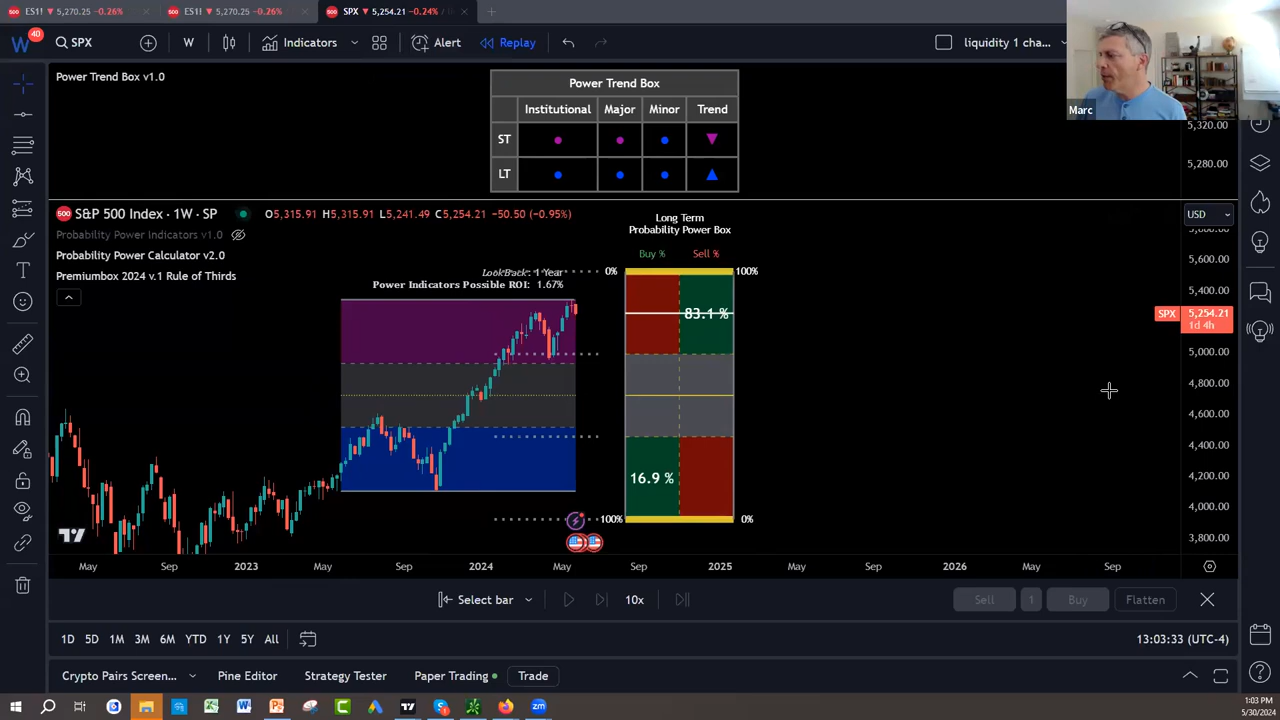 ES1! ▼ 5,270.25 −0.26%
ES1! ▼ 5,270.25 −0.26%
SPX ▼ 5,254.21 −0.24%
40
SPX
W
Indicators
Alert
Replay
liquidity 1 cha...
Marc
Power Trend Box v1.0
Power Trend Box
Institutional Major Minor Trend
ST
LT
5,320.00
5,280.00
S&P 500 Index · 1W · SP
O5,315.91 H5,315.91 L5,241.49 C5,254.21 −50.50 (−0.95%)
Probability Power Indicators v1.0
Probability Power Calculator v2.0
Premiumbox 2024 v.1 Rule of Thirds
Long Term
Probability Power Box
Buy % Sell %
LookBack: 1 Year
Power Indicators Possible ROI: 1.67%
0% 100%
83.1 %
16.9 %
100% 0%
USD
5,600.00
5,400.00
SPX 5,254.21
1d 4h
5,000.00
4,800.00
4,600.00
4,400.00
4,200.00
4,000.00
3,800.00
May Sep 2023 May Sep 2024 May Sep 2025 May Sep 2026 May Sep
Select bar
10x
Sell 1 Buy Flatten
1D 5D 1M 3M 6M YTD 1Y 5Y All
13:03:33 (UTC-4)
Crypto Pairs Screen... Pine Editor Strategy Tester Paper Trading Trade
1:03 PM
5/30/2024